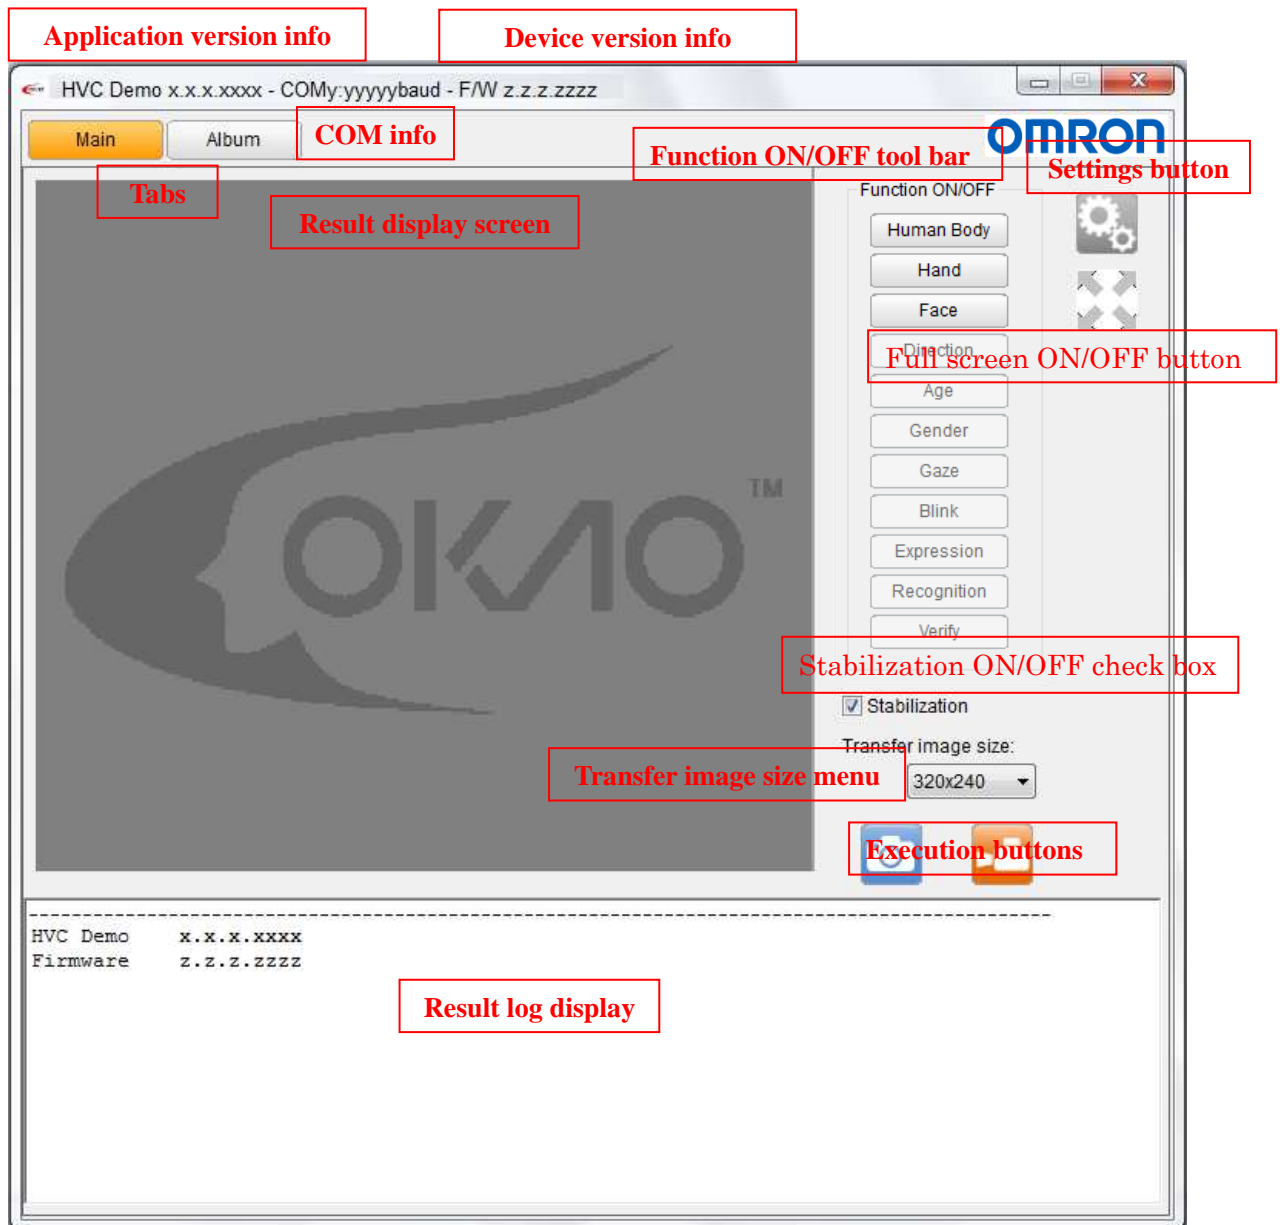 Application version info
Device version info
HVC Demo x.x.x.xxxx - COMy:yyyyybaud - F/W z.z.z.zzzz
Main
Album
COM info
OMRON
Function ON/OFF tool bar
Settings button
Tabs
Result display screen
Function ON/OFF
Human Body
Hand
Face
Direction
Full screen ON/OFF button
Age
Gender
Gaze
Blink
Expression
Recognition
Verify
OKAO TM
Stabilization ON/OFF check box
Stabilization
Transfer image size:
Transfer image size menu
320x240
Execution buttons
HVC Demo x.x.x.xxxx
Firmware z.z.z.zzzz
Result log display